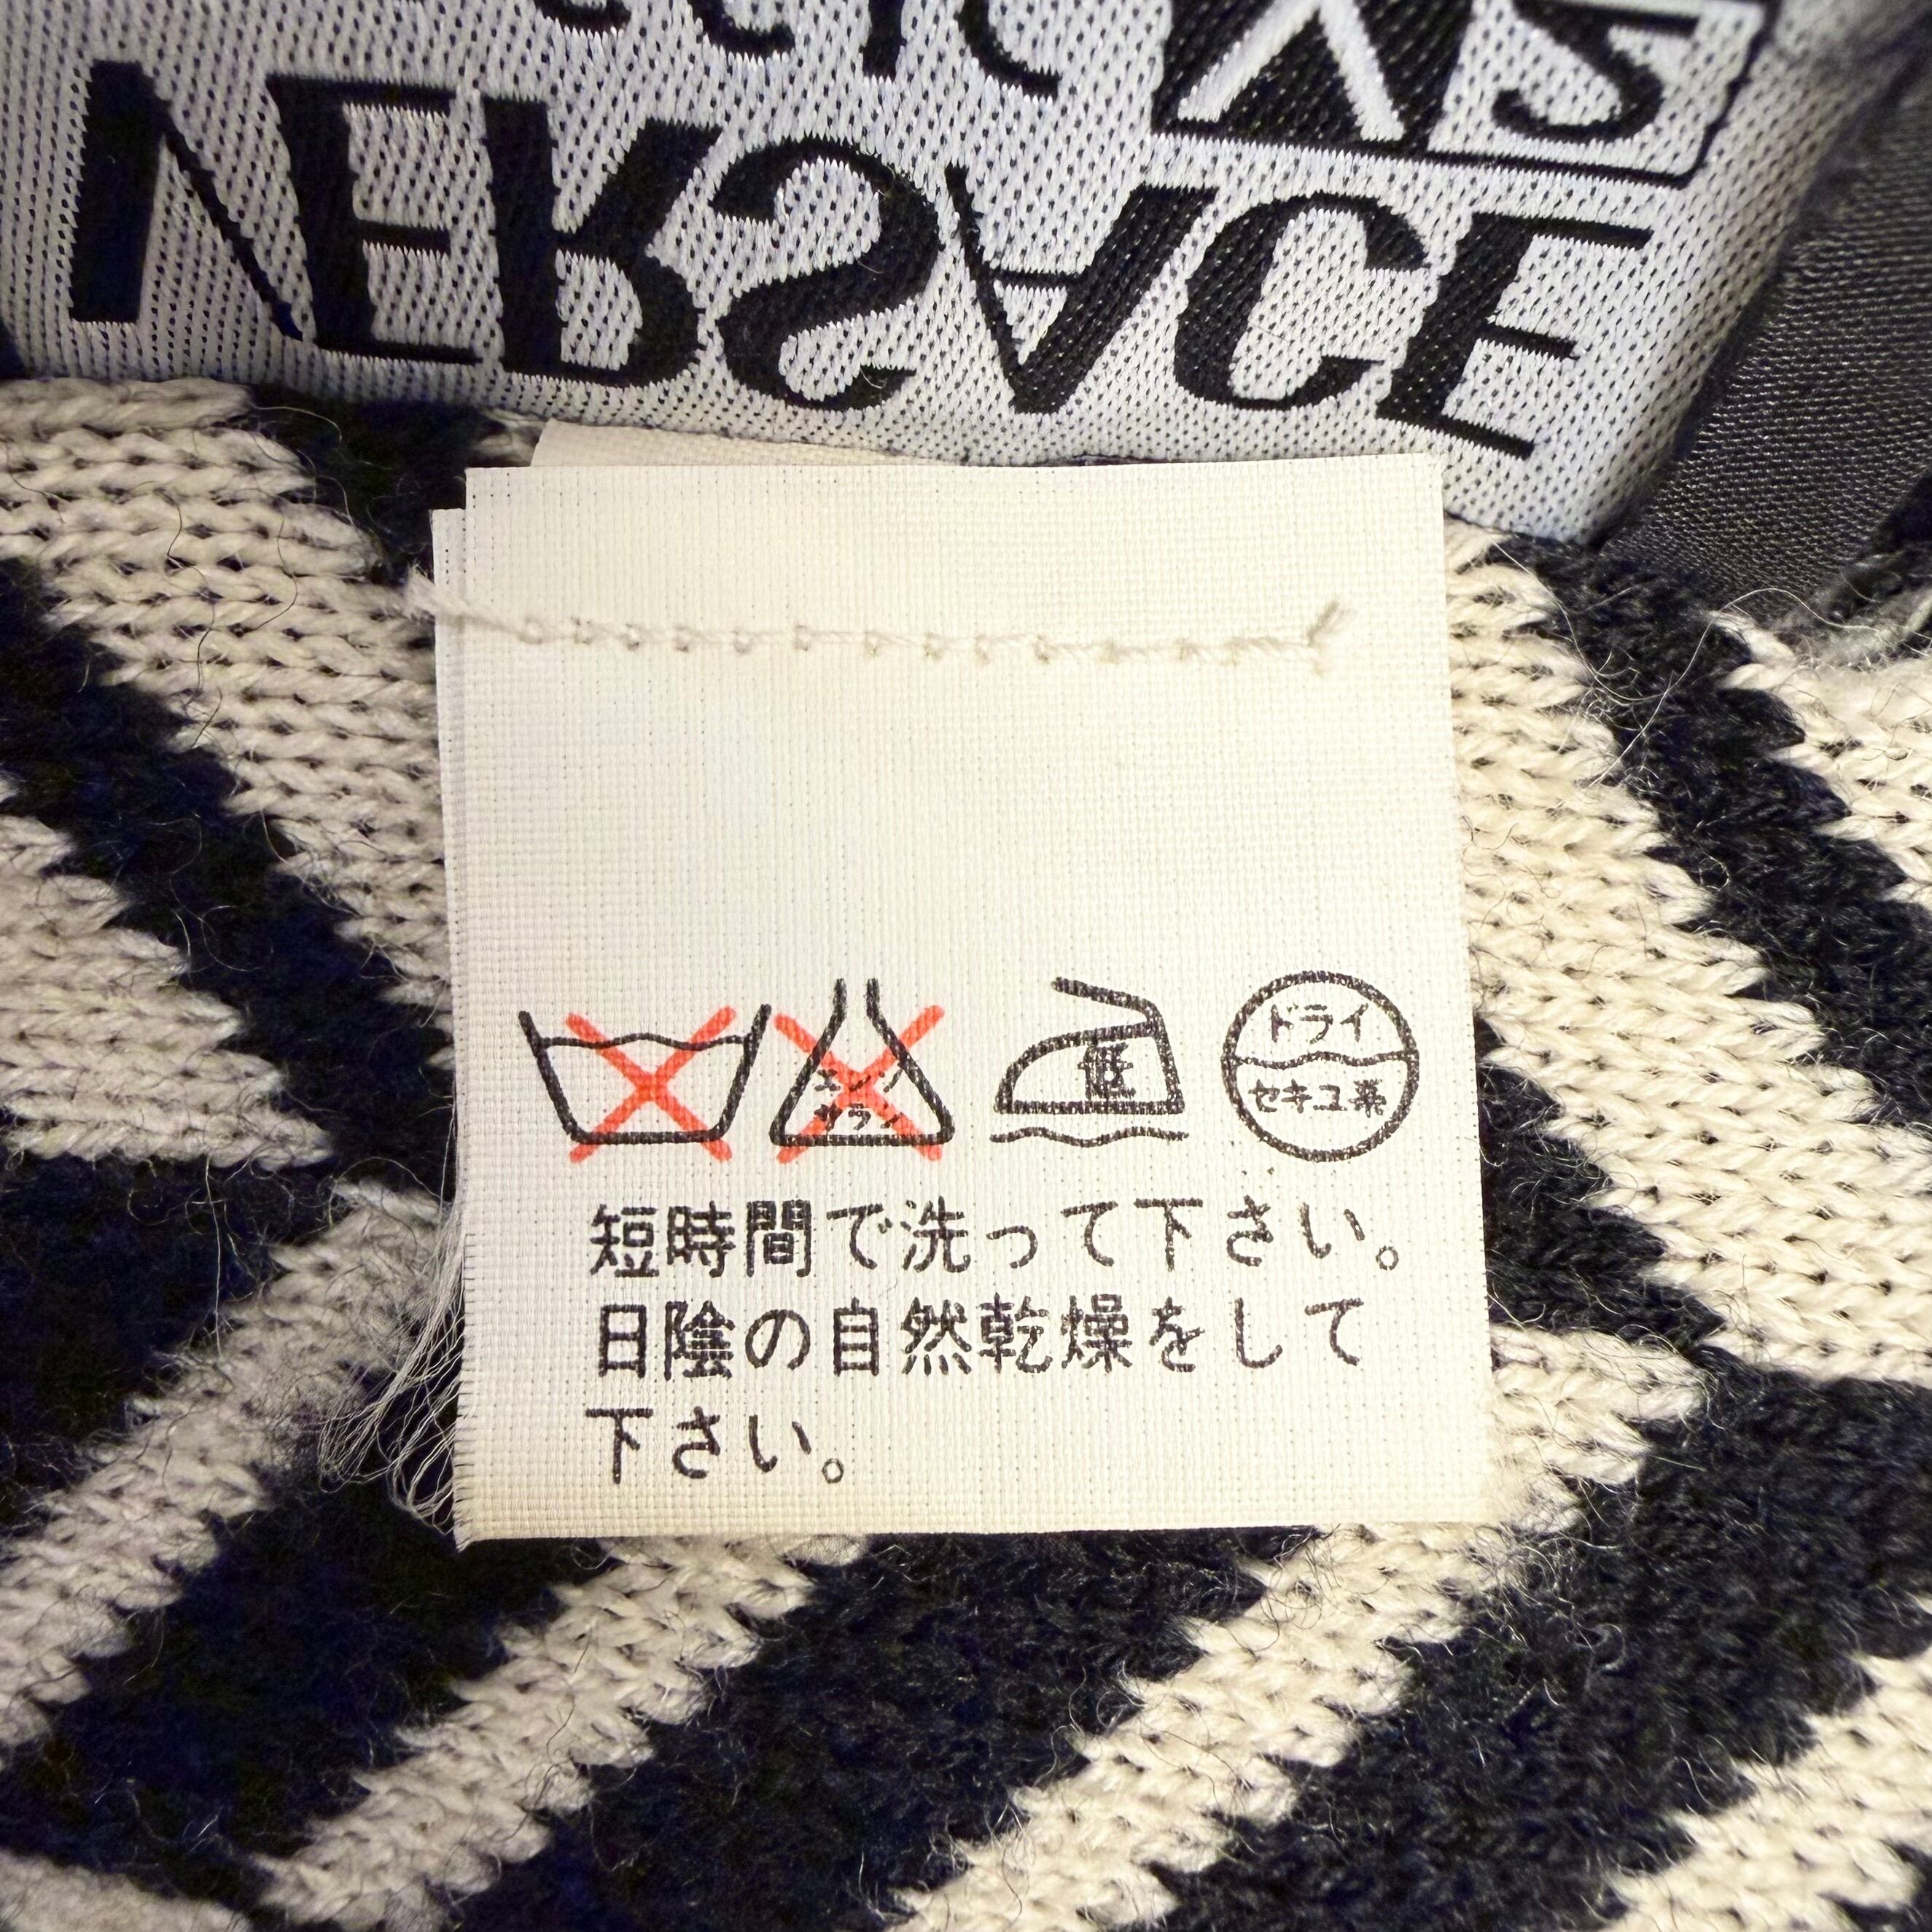 VERSACE
エンソ
サラシ
低
ドライ
セキユ系
短時間で洗って下さい。
日陰の自然乾燥をして
下さい。